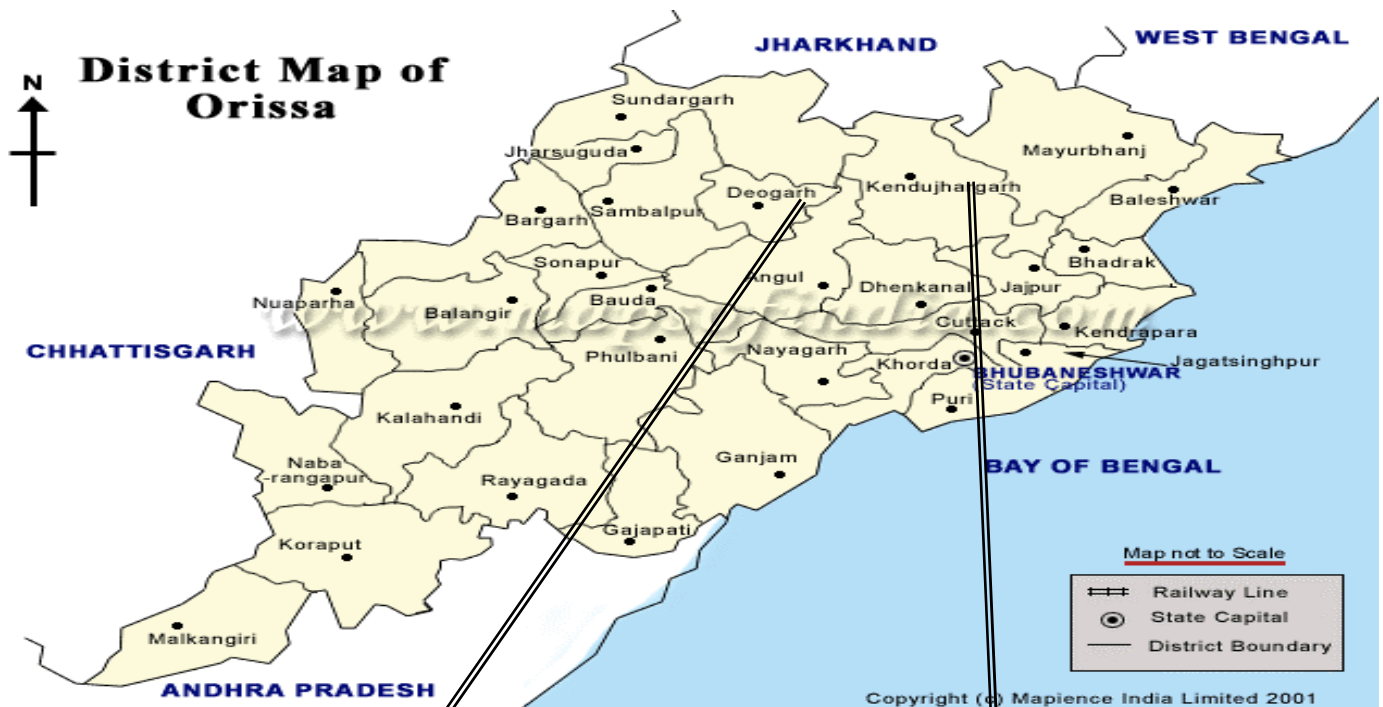 JHARKHAND
WEST BENGAL
District Map of
Orissa
N
Sundargarh
Jharsuguda
Mayurbhanj
Deogarh
Kendujhargarh
Baleshwar
Bargarh
Sambalpur
Sonapur
Angul
Bhadrak
Nuaparha
Balangir
Bauda
Dhenkanal
Jajpur
www.mapsofindia.com
Cuttack
Kendrapara
CHHATTISGARH
Phulbani
Nayagarh
Khorda
Jagatsinghpur
BHUBANESHWAR
(State Capital)
Puri
Kalahandi
Naba
-rangapur
Rayagada
Ganjam
BAY OF BENGAL
Gajapati
Koraput
Map not to Scale
Railway Line
State Capital
District Boundary
Malkangiri
ANDHRA PRADESH
Copyright (c) Mapience India Limited 2001